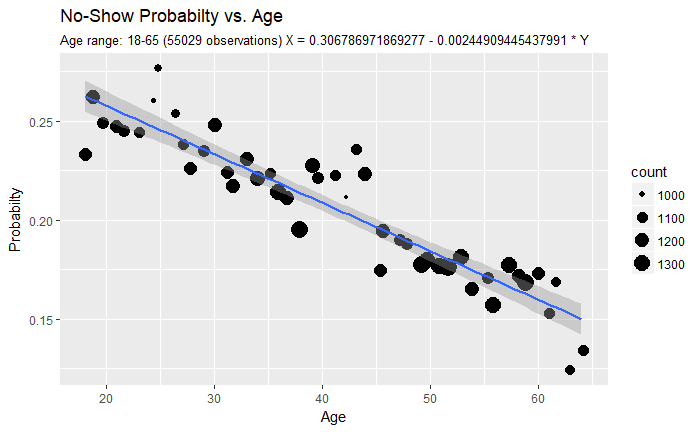 No-Show Probabilty vs. Age
Age range: 18-65 (55029 observations) X = 0.306786971869277 - 0.00244909445437991 * Y
Probabilty
0.25
0.20
0.15
20
30
40
50
60
Age
count
1000
1100
1200
1300